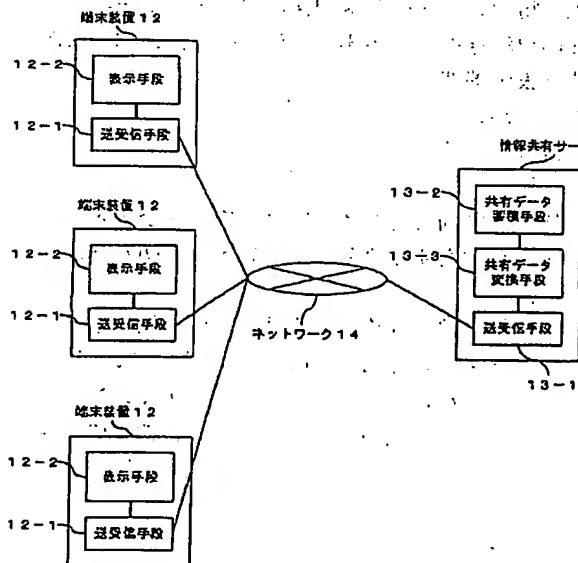 端末装置12
12-2
表示手段
12-1
送受信手段
端末装置12
12-2
表示手段
12-1
送受信手段
端末装置12
12-2
表示手段
12-1
送受信手段
ネットワーク14
情報共有サー
13-2
共有データ
蓄積手段
13-3
共有データ
変換手段
送受信手段
13-1